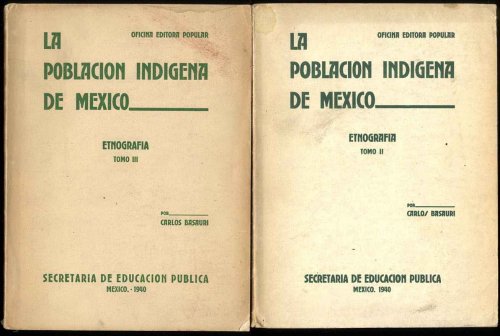 OFICINA EDITORA POPULAR
LA
POBLACION INDIGENA
DE MEXICO
ETNOGRAFIA
TOMO III
POR
CARLOS BASAURI
SECRETARIA DE EDUCACION PUBLICA
MEXICO.-1940
OFICINA EDITORA POPULAR
LA
POBLACION INDIGENA
DE MEXICO
ETNOGRAFIA
TOMO II
POR
CARLOS BASAURI
SECRETARIA DE EDUCACION PUBLICA
MEXICO. 1940